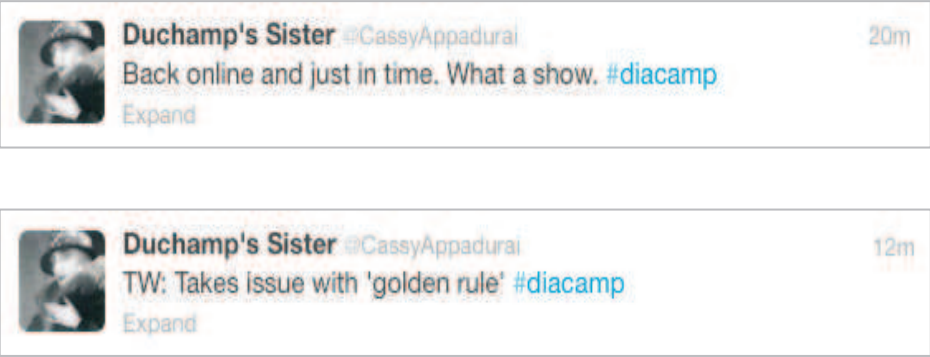 Duchamp's Sister @CassyAppadurai 20m
Back online and just in time. What a show. #diacamp
Expand
Duchamp's Sister @CassyAppadurai 12m
TW: Takes issue with 'golden rule' #diacamp
Expand